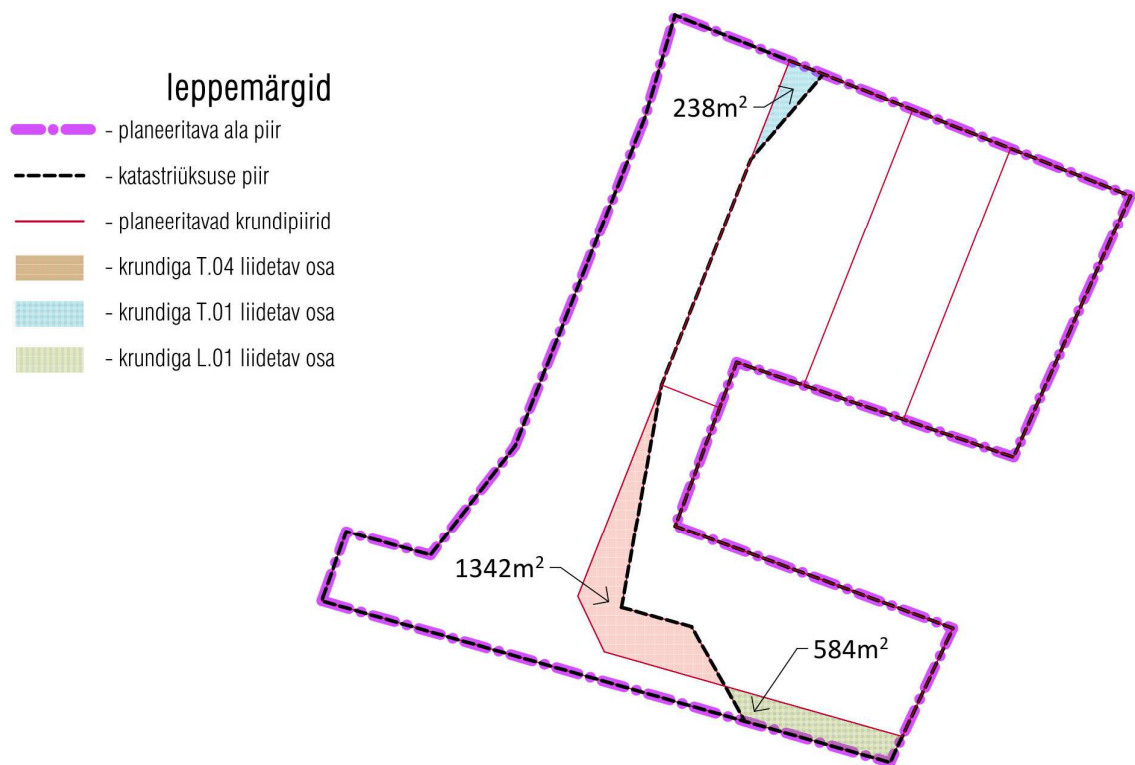 leppemärgid
- planeeritava ala piir
- katastriüksuse piir
- planeeritavad krundipiirid
- krundiga T.04 liidetav osa
- krundiga T.01 liidetav osa
- krundiga L.01 liidetav osa
238m²
1342m²
584m²